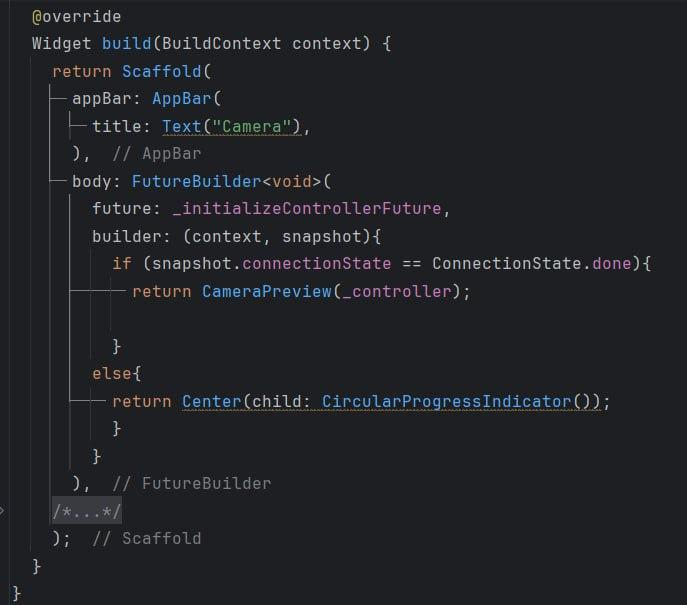 @override
Widget build(BuildContext context) {
return Scaffold(
appBar: AppBar(
title: Text("Camera"),
),  // AppBar
body: FutureBuilder<void>(
future: _initializeControllerFuture,
builder: (context, snapshot){
if (snapshot.connectionState == ConnectionState.done){
return CameraPreview(_controller);
}
else{
return Center(child: CircularProgressIndicator());
}
}
),  // FutureBuilder
/*...*/
);  // Scaffold
}
}